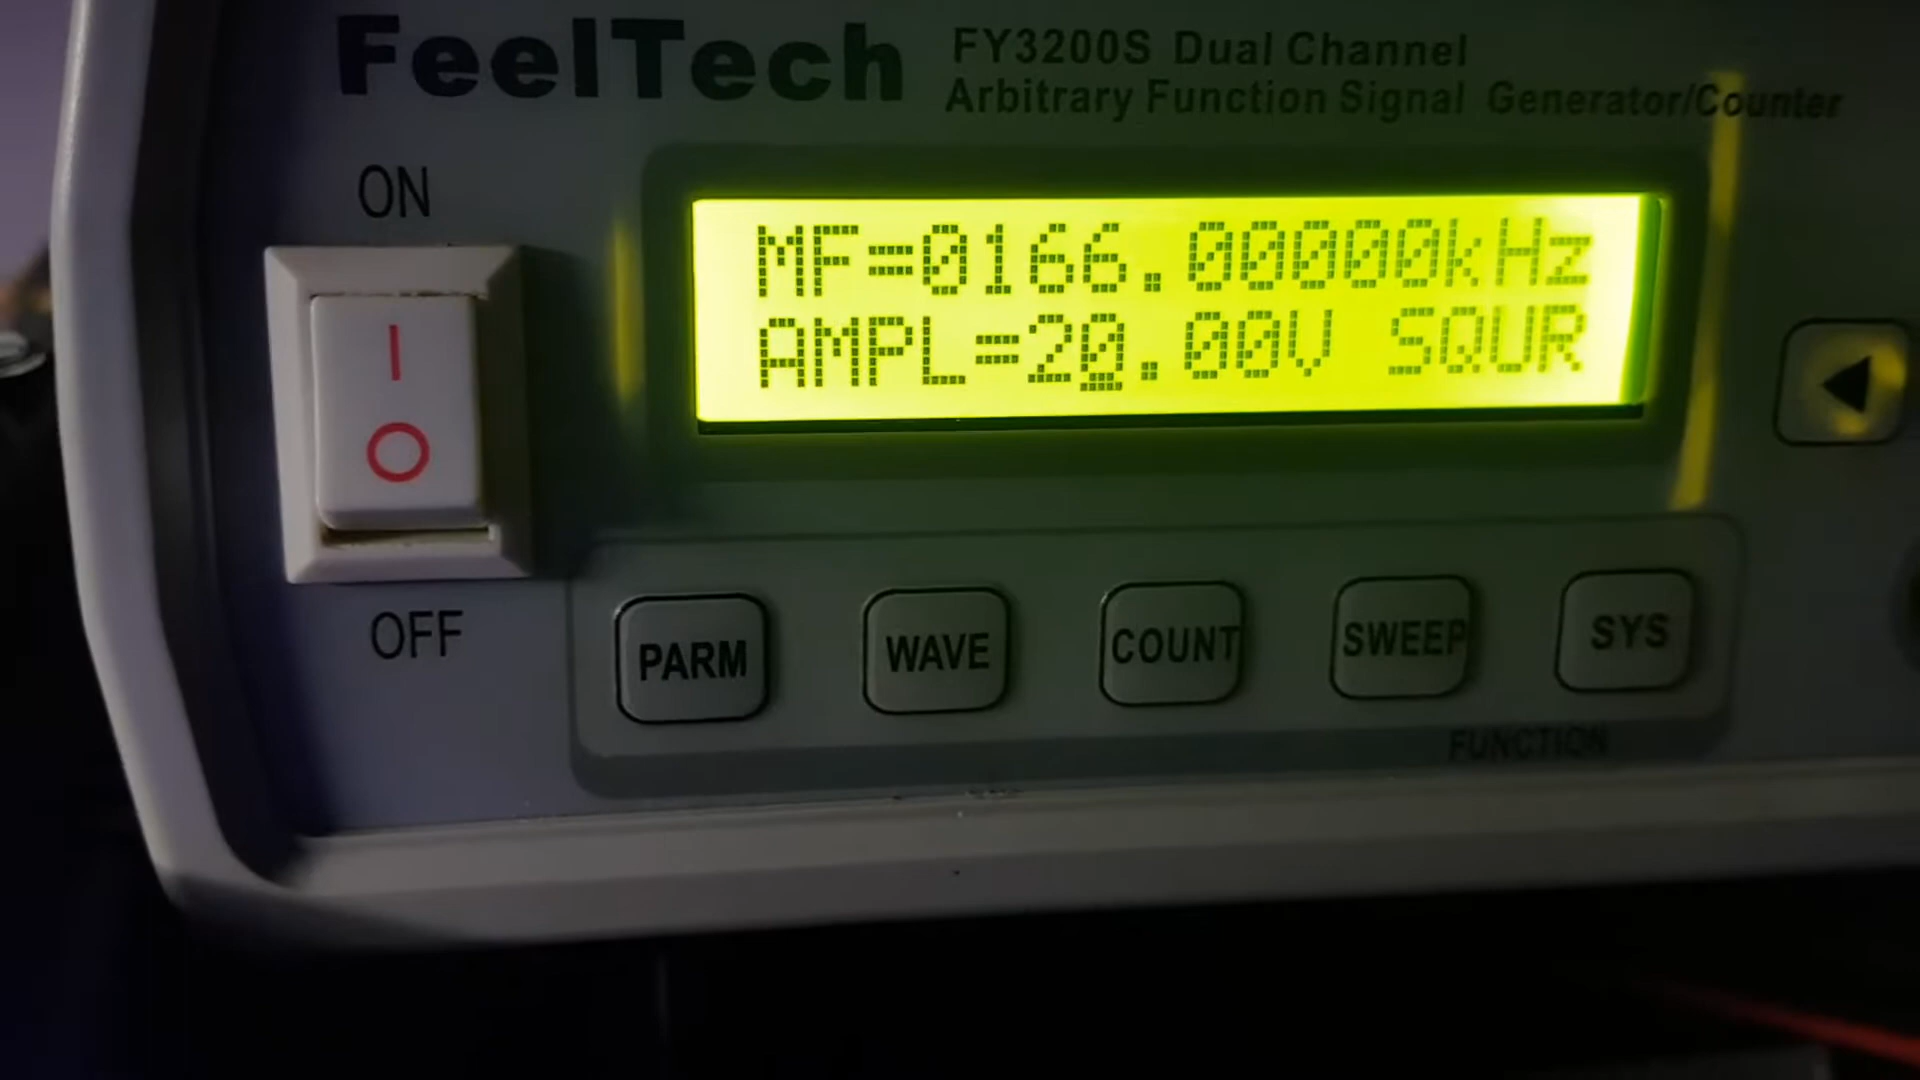 FeelTech
FY3200S Dual Channel
Arbitrary Function Signal Generator/Counter
ON
MF=0166.00000kHz
AMPL=20.00V SQUR
I
O
OFF
PARM
WAVE
COUNT
SWEEP
SYS
FUNCTION